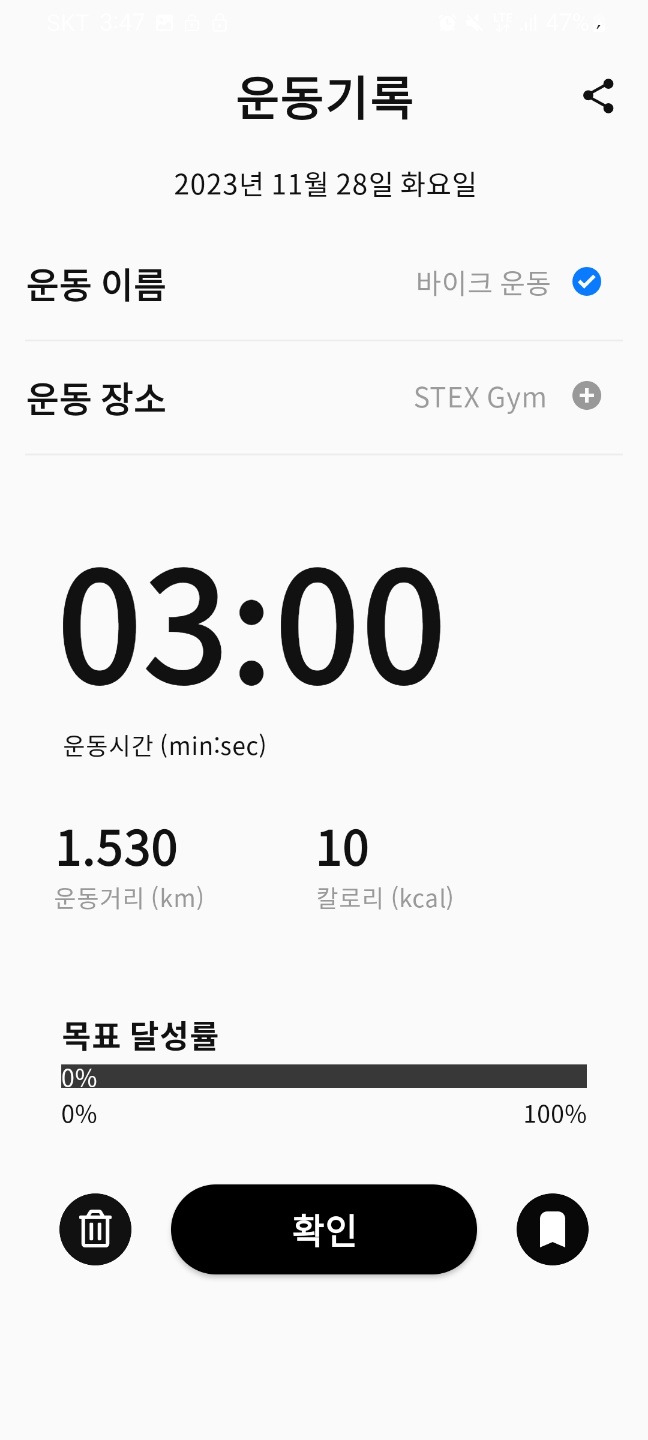 SKT 3:47 47%
운동기록
2023년 11월 28일 화요일
운동 이름 바이크 운동
운동 장소 STEX Gym
03:00
운동시간 (min:sec)
1.530 10
운동거리 (km) 칼로리 (kcal)
목표 달성률
0%
0% 100%
확인